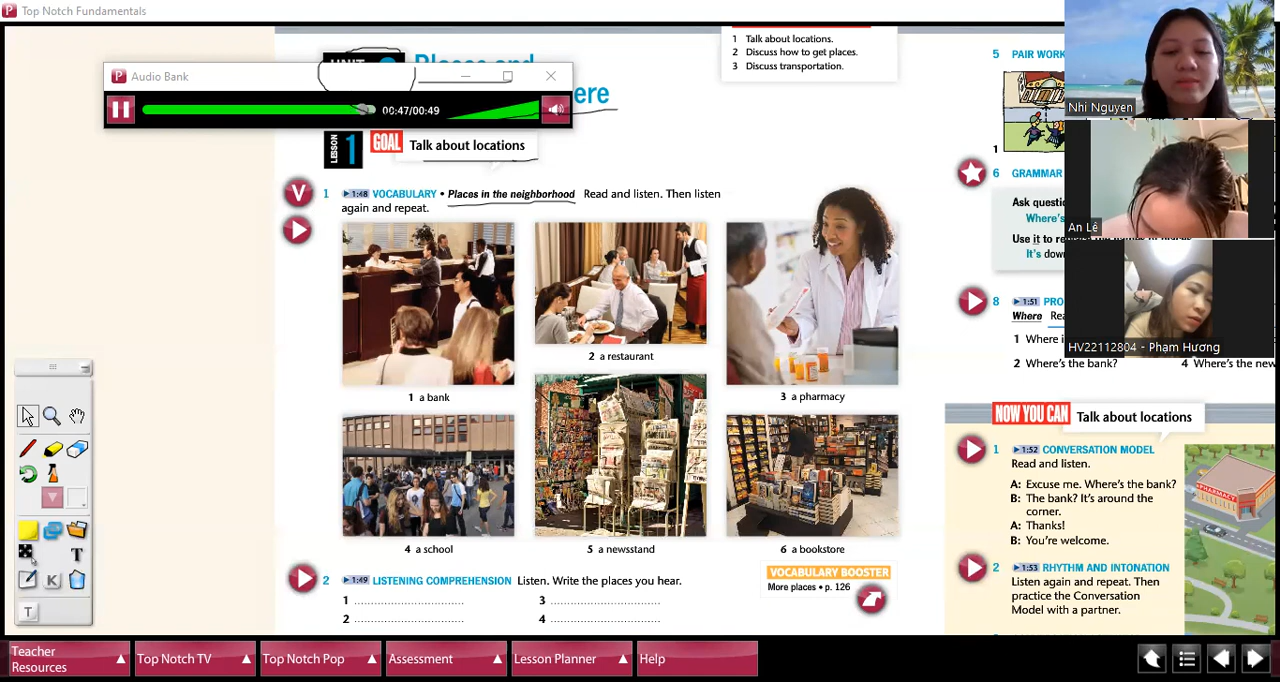 Top Notch Fundamentals
Audio Bank
00:47/00:49
UNIT
Places and
ere
LESSON 1
GOAL Talk about locations
1 Talk about locations.
2 Discuss how to get places.
3 Discuss transportation.
V
1 1:48 VOCABULARY • Places in the neighborhood Read and listen. Then listen
again and repeat.
1 a bank
2 a restaurant
3 a pharmacy
4 a school
5 a newsstand
6 a bookstore
2 1:49 LISTENING COMPREHENSION Listen. Write the places you hear.
1 ................................
2 ................................
3 ................................
4 ................................
VOCABULARY BOOSTER
More places • p. 126
5 PAIR WORK
1
6 GRAMMAR
Ask questi
Where's
Use it to re
It's dow
8 1:51 PRO
Where Rea
1 Where i
2 Where's the bank?
4 Where's the new
NOW YOU CAN Talk about locations
1 1:52 CONVERSATION MODEL
Read and listen.
A: Excuse me. Where's the bank?
B: The bank? It's around the
corner.
A: Thanks!
B: You're welcome.
2 1:53 RHYTHM AND INTONATION
Listen again and repeat. Then
practice the Conversation
Model with a partner.
PHARMACY
Nhi Nguyen
An Lê
HV22112804 - Phạm Hương
T
K
T
Teacher
Resources
Top Notch TV
Top Notch Pop
Assessment
Lesson Planner
Help